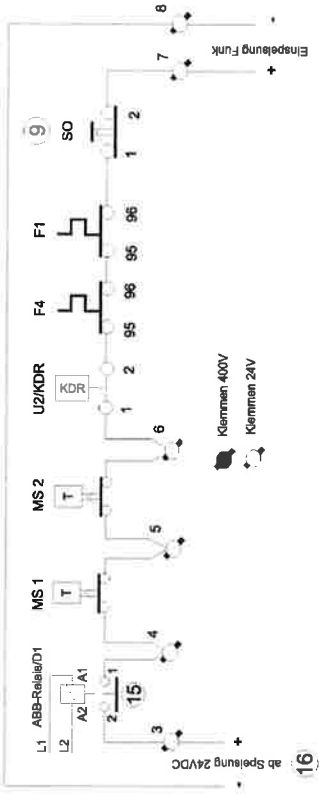 8
Einspeisung Funk
-
7
+
9
SO
1
2
F1
95
96
F4
95
96
U2/KDR
KDR
1
2
6
MS 2
T
5
MS 1
T
4
Klemmen 400V
Klemmen 24V
ABB-Relais/D1
L1
L2
A1
A2
1
2
15
3
ab Speisung 24VDC
+
-
16